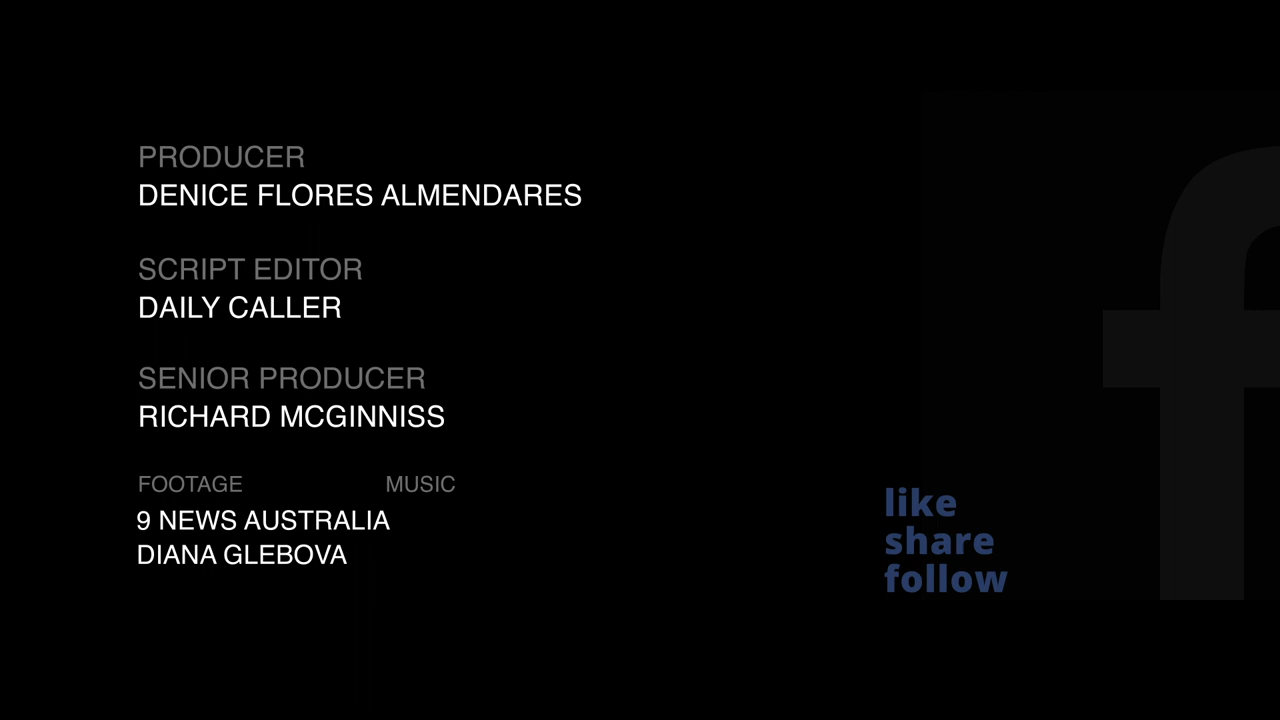 PRODUCER
DENICE FLORES ALMENDARES
SCRIPT EDITOR
DAILY CALLER
SENIOR PRODUCER
RICHARD MCGINNISS
FOOTAGE MUSIC
9 NEWS AUSTRALIA
DIANA GLEBOVA
like
share
follow
f